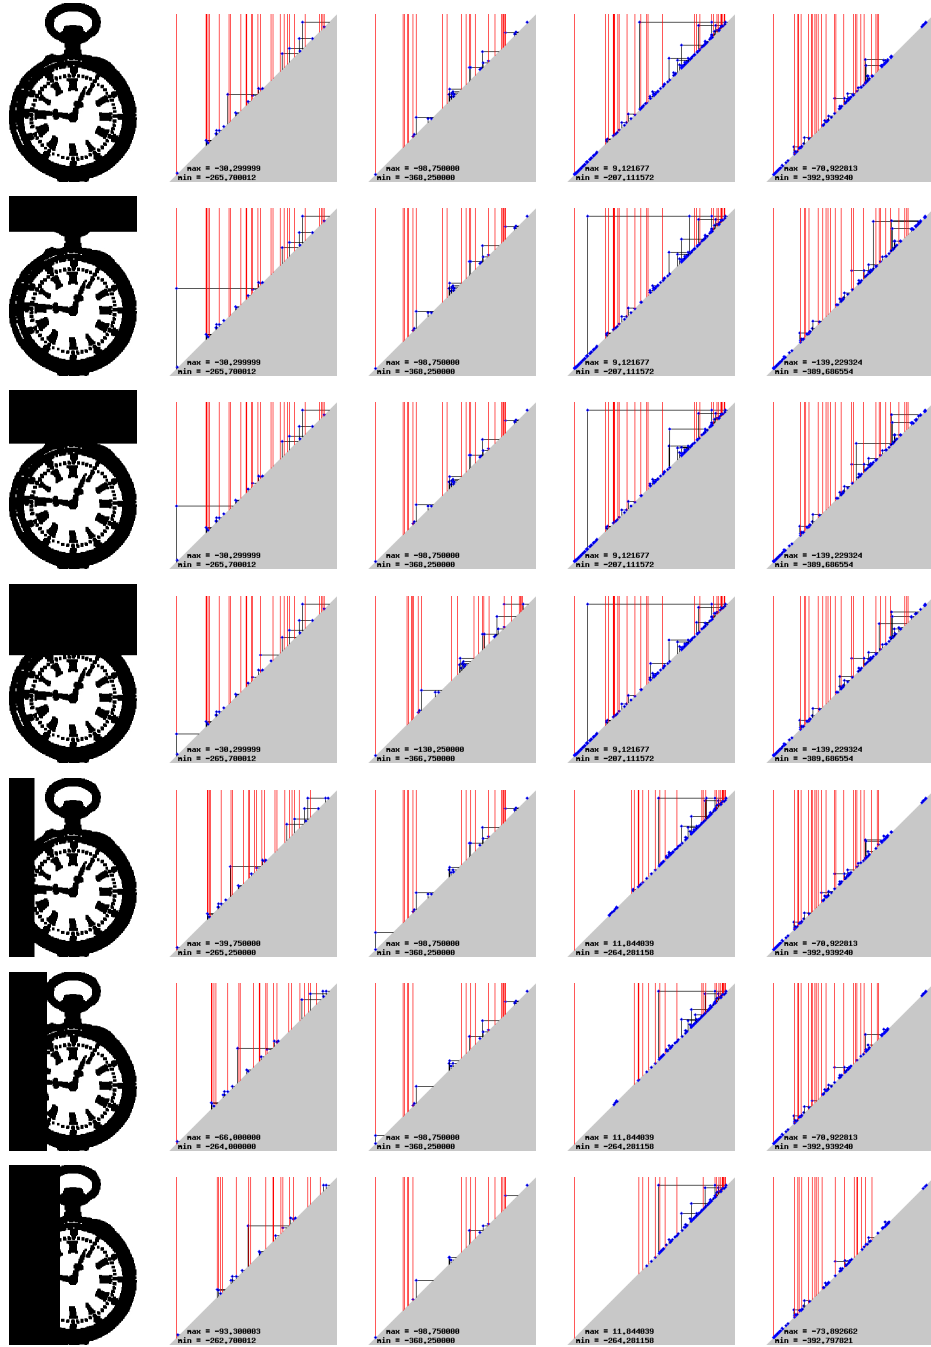 max = -30,299999
min = -265,700012
max = -98,750000
min = -368,250000
max = 9,121677
min = -207,111572
max = -70,922813
min = -392,939240
max = -30,299999
min = -265,700012
max = -98,750000
min = -368,250000
max = 9,121677
min = -207,111572
max = -139,229324
min = -389,686554
max = -30,299999
min = -265,700012
max = -98,750000
min = -368,250000
max = 9,121677
min = -207,111572
max = -139,229324
min = -389,686554
max = -30,299999
min = -265,700012
max = -130,250000
min = -366,750000
max = 9,121677
min = -207,111572
max = -139,229324
min = -389,686554
max = -39,750000
min = -265,250000
max = -98,750000
min = -368,250000
max = 11,844039
min = -264,281158
max = -70,922813
min = -392,939240
max = -66,000000
min = -264,000000
max = -98,750000
min = -368,250000
max = 11,844039
min = -264,281158
max = -70,922813
min = -392,939240
max = -93,300003
min = -262,700012
max = -98,750000
min = -368,250000
max = 11,844039
min = -264,281158
max = -73,892662
min = -392,797821